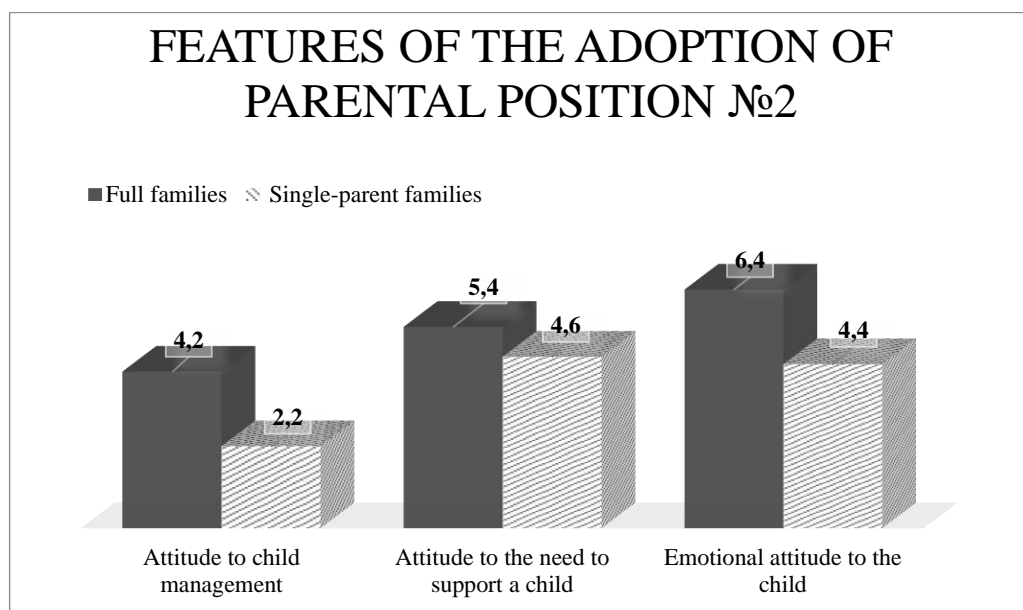 FEATURES OF THE ADOPTION OF
PARENTAL POSITION №2
Full families
Single-parent families
4,2
2,2
5,4
4,6
6,4
4,4
Attitude to child
management
Attitude to the need to
support a child
Emotional attitude to the
child